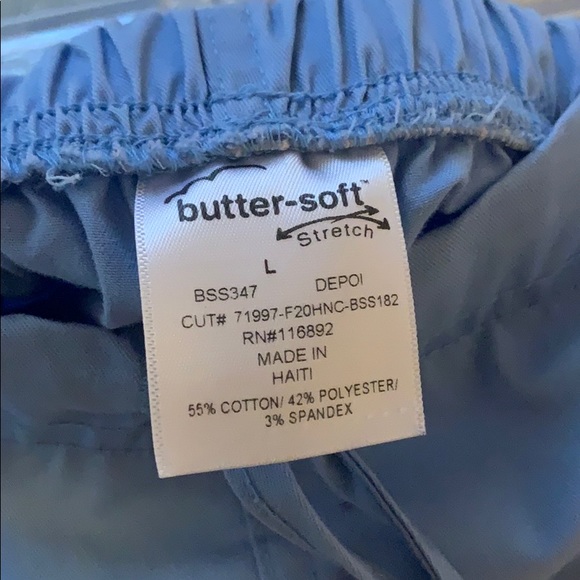 butter-soft™
Stretch
L
BSS347 DEPOI
CUT# 71997-F20HNC-BSS182
RN#116892
MADE IN
HAITI
55% COTTON/ 42% POLYESTER/
3% SPANDEX